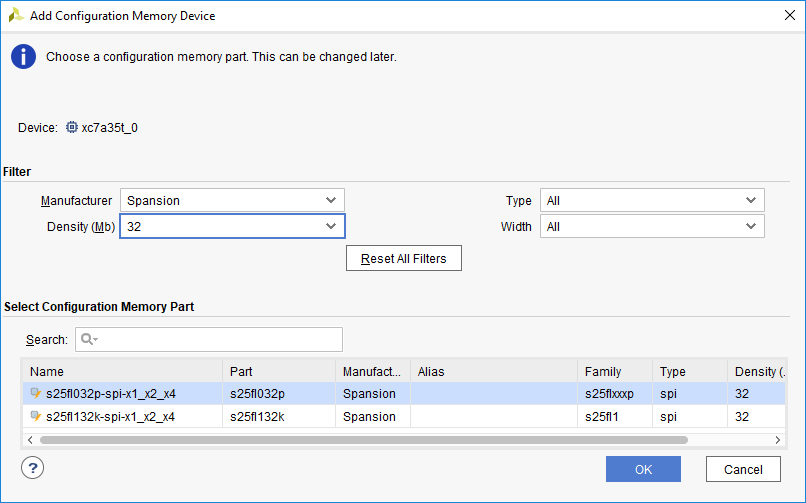 Add Configuration Memory Device
Choose a configuration memory part. This can be changed later.
Device: xc7a35t_0
Filter
Manufacturer Spansion Type All
Density (Mb) 32 Width All
Reset All Filters
Select Configuration Memory Part
Search: Q-
Name Part Manufact... Alias Family Type Density (..
s25fl032p-spi-x1_x2_x4 s25fl032p Spansion s25flxxxp spi 32
s25fl132k-spi-x1_x2_x4 s25fl132k Spansion s25fl1 spi 32
? OK Cancel